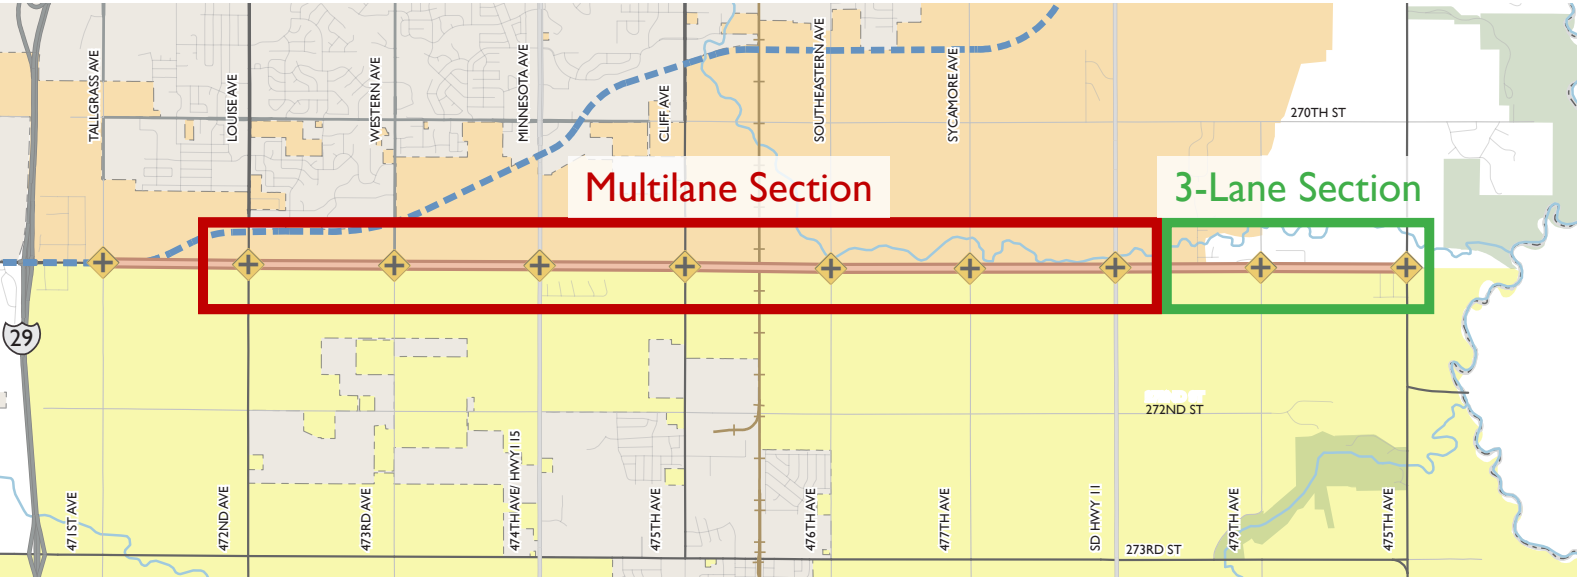 TALLGRASS AVE
LOUISE AVE
WESTERN AVE
MINNESOTA AVE
CLIFF AVE
SOUTHEASTERN AVE
SYCAMORE AVE
270TH ST
Multilane Section
3-Lane Section
29
272ND ST
471ST AVE
472ND AVE
473RD AVE
474TH AVE/ HWY115
475TH AVE
476TH AVE
477TH AVE
SD HWY 11
273RD ST
479TH AVE
475TH AVE